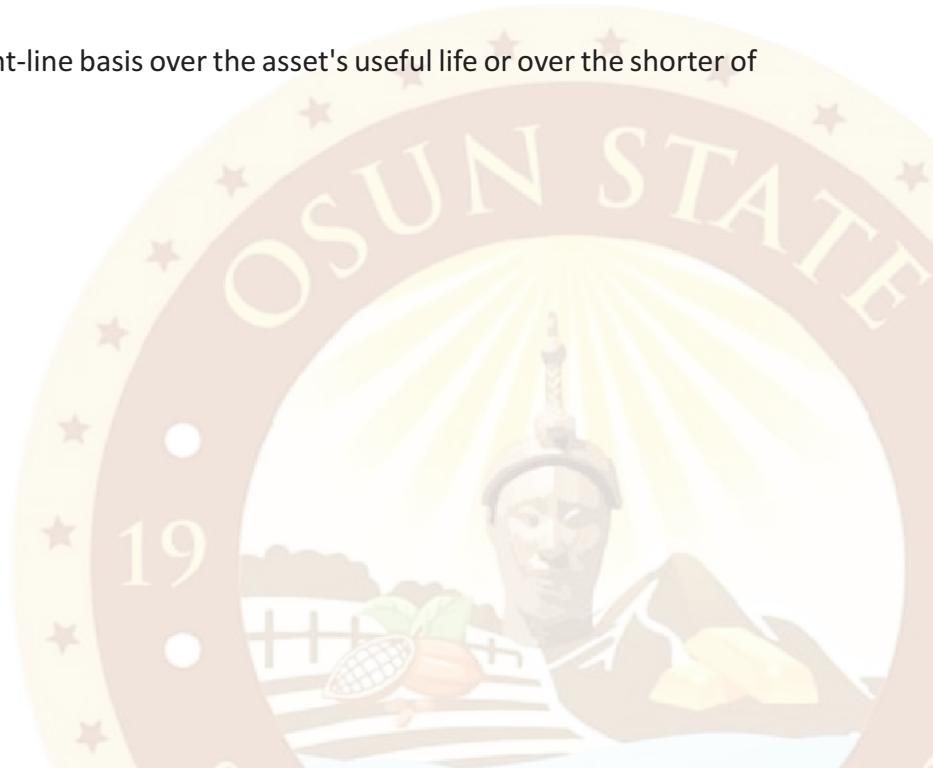 nt-line basis over the asset's useful life or over the shorter of
OSUN STATE
19